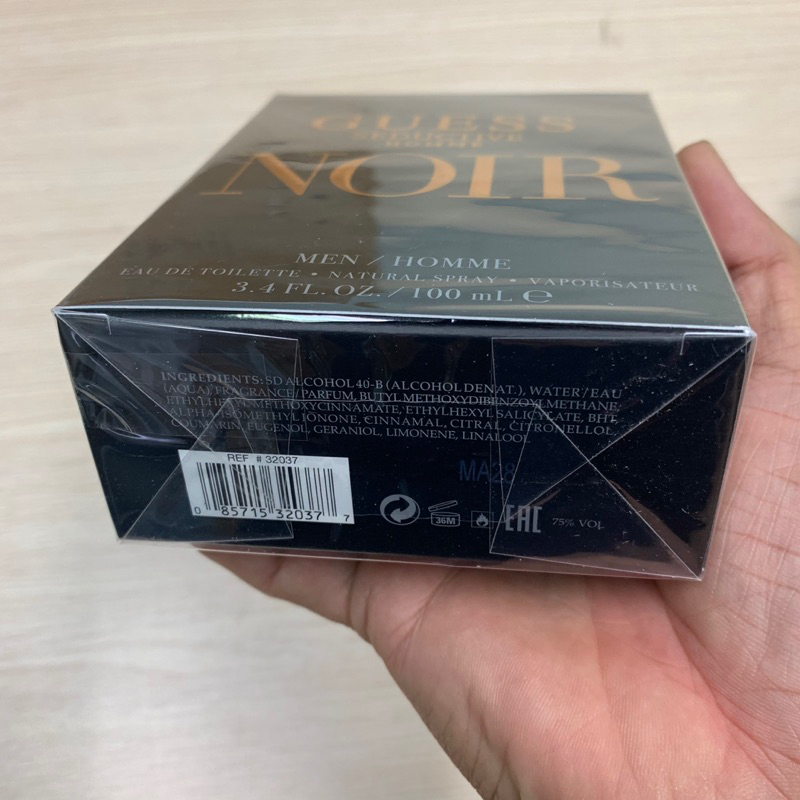 GUESS
SEDUCTIVE
HOMME
NOIR
MEN / HOMME
EAU DE TOILETTE • NATURAL SPRAY • VAPORISATEUR
3.4 FL. OZ. / 100 mL ℮
INGREDIENTS: SD ALCOHOL 40-B (ALCOHOL DENAT.), WATER/EAU
(AQUA), FRAGRANCE/PARFUM, BUTYL METHOXYDIBENZOYLMETHANE,
ETHYLHEXYL METHOXYCINNAMATE, ETHYLHEXYL SALICYLATE, BHT,
ALPHA-ISOMETHYL IONONE, CINNAMAL, CITRAL, CITRONELLOL,
COUMARIN, EUGENOL, GERANIOL, LIMONENE, LINALOOL
REF # 32037
0 85715 32037 7
MA28
36M
EAC
75% VOL